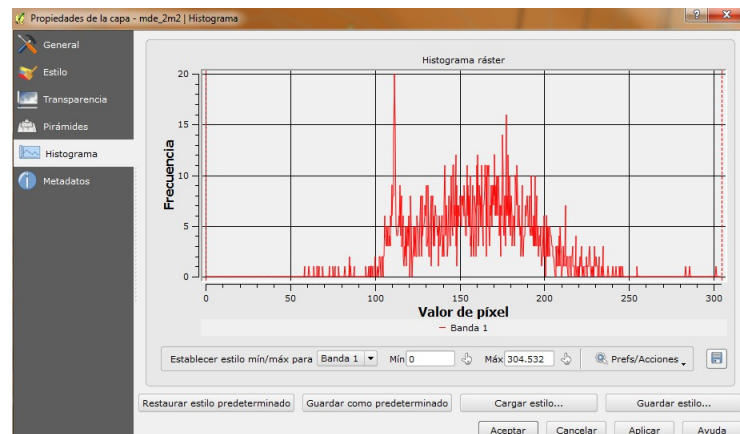 Propiedades de la capa - mde_2m2 | Histograma
General
Estilo
Transparencia
Pirámides
Histograma
Metadatos
Histograma ráster
Frecuencia
20
15
10
5
0
0 50 100 150 200 250 300
Valor de píxel
Banda 1
Establecer estilo mín/máx para Banda 1 Mín 0 Máx 304.532 Prefs/Acciones
Restaurar estilo predeterminado Guardar como predeterminado Cargar estilo... Guardar estilo...
Aceptar Cancelar Aplicar Ayuda